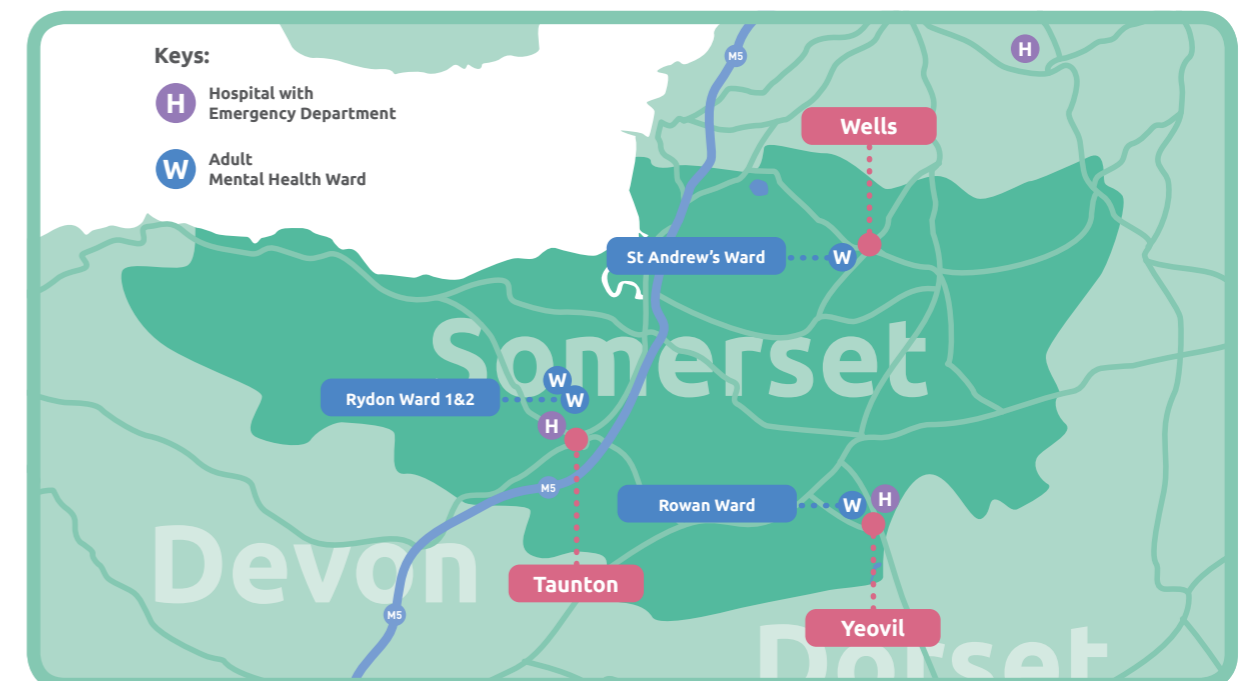 Keys:
H
Hospital with
Emergency Department
W
Adult
Mental Health Ward
M5
H
Wells
St Andrew's Ward
W
Somerset
W
Rydon Ward 1&2
W
H
M5
Rowan Ward
W
H
Devon
Taunton
M5
Yeovil
Dorset